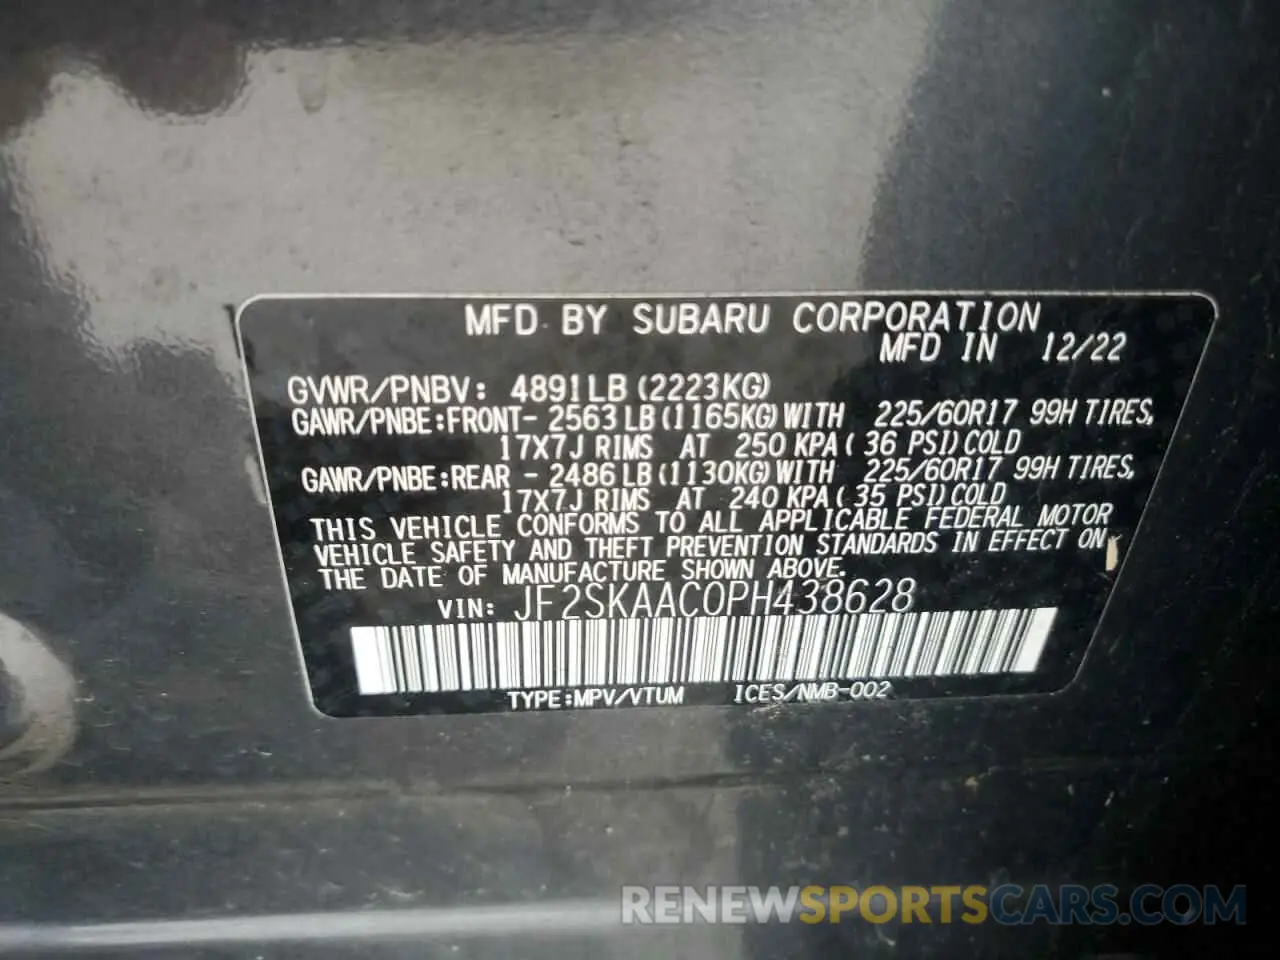 MFD BY SUBARU CORPORATION
MFD IN 12/22
GVWR/PNBV: 4891LB (2223KG)
GAWR/PNBE:FRONT- 2563 LB (1165KG) WITH 225/60R17 99H TIRES,
17X7J RIMS AT 250 KPA ( 36 PSI) COLD
GAWR/PNBE:REAR - 2486 LB (1130KG) WITH 225/60R17 99H TIRES,
17X7J RIMS AT 240 KPA ( 35 PSI) COLD
THIS VEHICLE CONFORMS TO ALL APPLICABLE FEDERAL MOTOR
VEHICLE SAFETY AND THEFT PREVENTION STANDARDS IN EFFECT ON
THE DATE OF MANUFACTURE SHOWN ABOVE.
VIN: JF2SKAAC0PH438628
TYPE:MPV/VTUM ICES/NMB-002
RENEWSPORTSCARS.COM